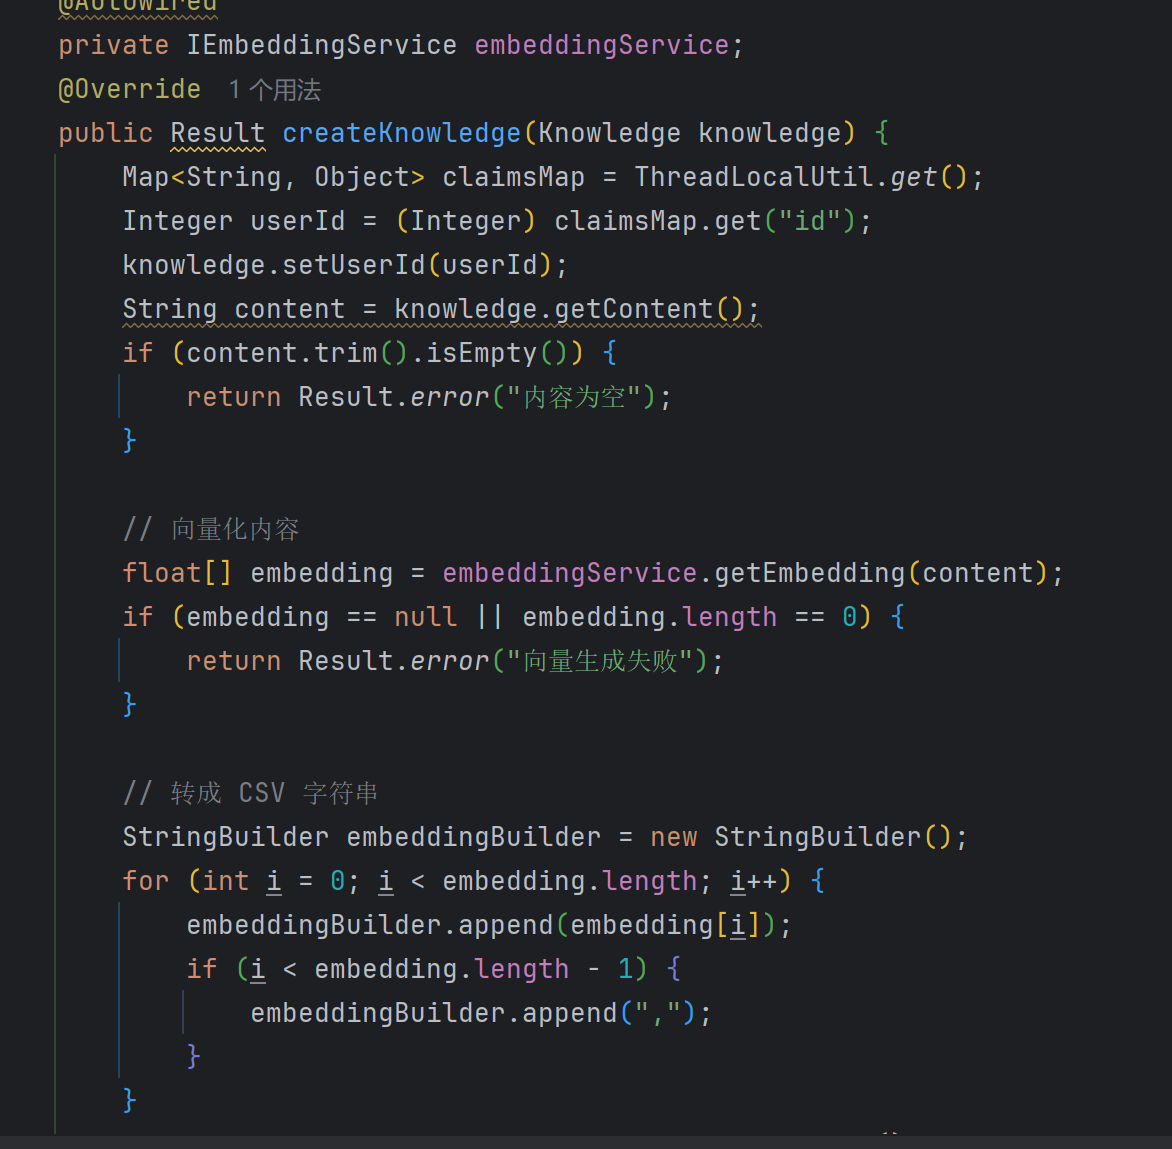 @Autowired
private IEmbeddingService embeddingService;
@Override 1 个用法
public Result createKnowledge(Knowledge knowledge) {
Map<String, Object> claimsMap = ThreadLocalUtil.get();
Integer userId = (Integer) claimsMap.get("id");
knowledge.setUserId(userId);
String content = knowledge.getContent();
if (content.trim().isEmpty()) {
return Result.error("内容为空");
}
// 向量化内容
float[] embedding = embeddingService.getEmbedding(content);
if (embedding == null || embedding.length == 0) {
return Result.error("向量生成失败");
}
// 转成 CSV 字符串
StringBuilder embeddingBuilder = new StringBuilder();
for (int i = 0; i < embedding.length; i++) {
embeddingBuilder.append(embedding[i]);
if (i < embedding.length - 1) {
embeddingBuilder.append(",");
}
}